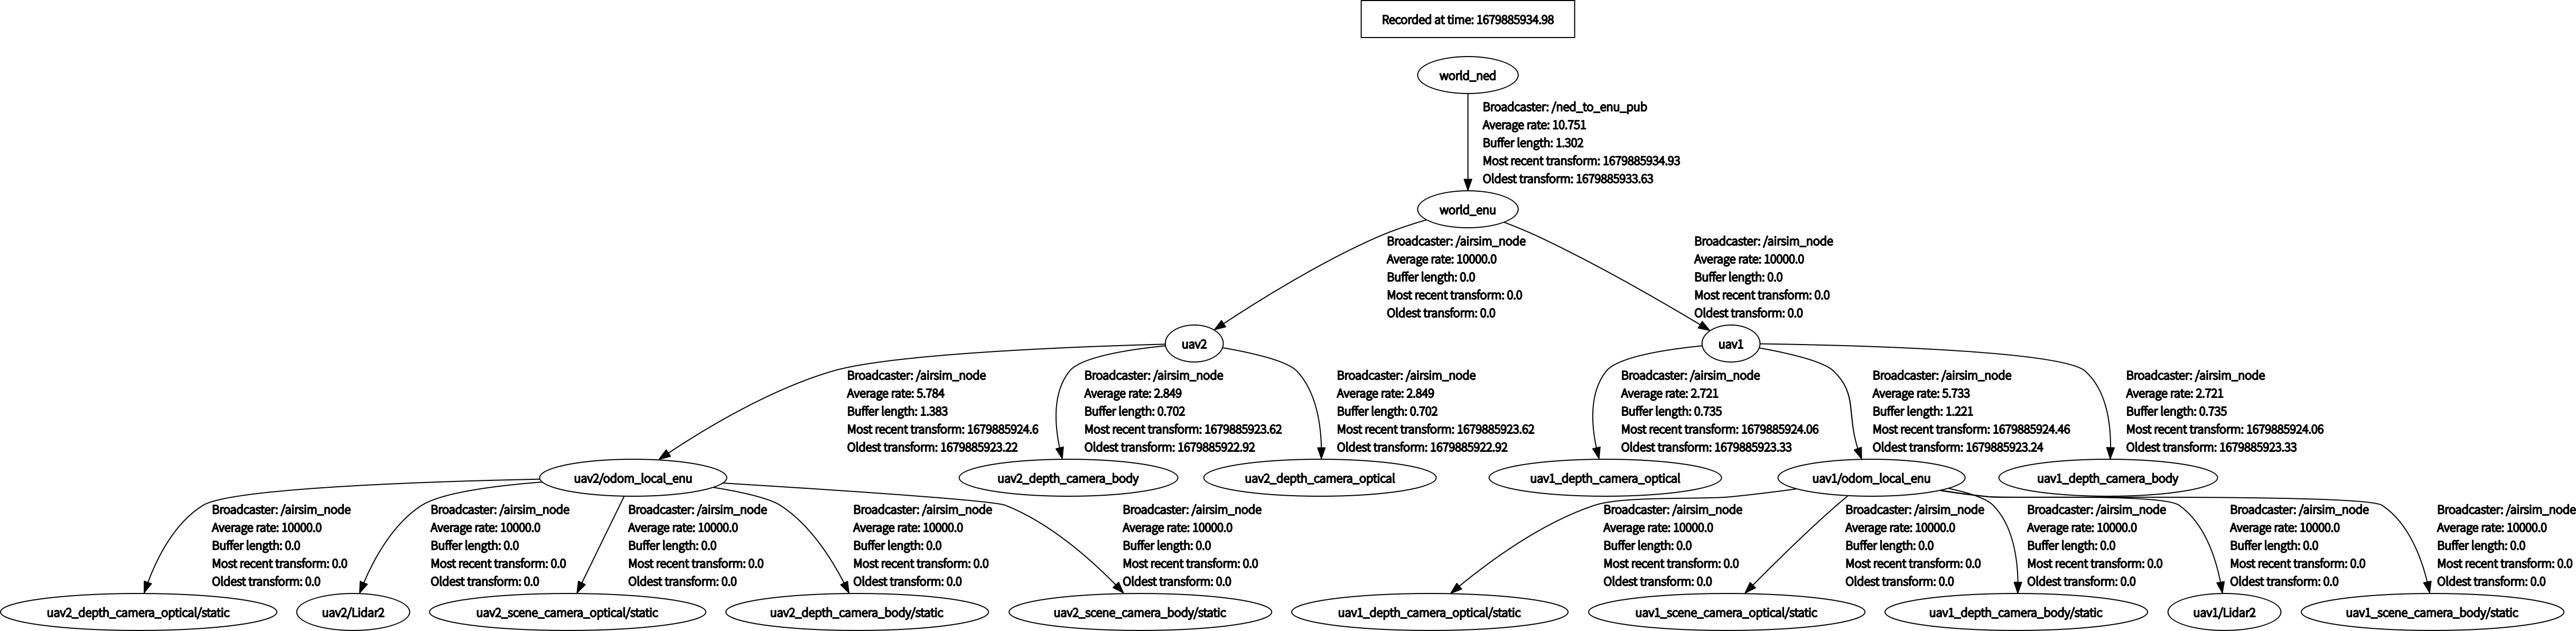 Recorded at time: 1679885934.98
world_ned
Broadcaster: /ned_to_enu_pub
Average rate: 10.751
Buffer length: 1.302
Most recent transform: 1679885934.93
Oldest transform: 1679885933.63
world_enu
Broadcaster: /airsim_node
Average rate: 10000.0
Buffer length: 0.0
Most recent transform: 0.0
Oldest transform: 0.0
Broadcaster: /airsim_node
Average rate: 10000.0
Buffer length: 0.0
Most recent transform: 0.0
Oldest transform: 0.0
uav2
uav1
Broadcaster: /airsim_node
Average rate: 5.784
Buffer length: 1.383
Most recent transform: 1679885924.6
Oldest transform: 1679885923.22
Broadcaster: /airsim_node
Average rate: 2.849
Buffer length: 0.702
Most recent transform: 1679885923.62
Oldest transform: 1679885922.92
Broadcaster: /airsim_node
Average rate: 2.849
Buffer length: 0.702
Most recent transform: 1679885923.62
Oldest transform: 1679885922.92
Broadcaster: /airsim_node
Average rate: 2.721
Buffer length: 0.735
Most recent transform: 1679885924.06
Oldest transform: 1679885923.33
Broadcaster: /airsim_node
Average rate: 5.733
Buffer length: 1.221
Most recent transform: 1679885924.46
Oldest transform: 1679885923.24
Broadcaster: /airsim_node
Average rate: 2.721
Buffer length: 0.735
Most recent transform: 1679885924.06
Oldest transform: 1679885923.33
uav2/odom_local_enu
uav2_depth_camera_body
uav2_depth_camera_optical
uav1_depth_camera_optical
uav1/odom_local_enu
uav1_depth_camera_body
Broadcaster: /airsim_node
Average rate: 10000.0
Buffer length: 0.0
Most recent transform: 0.0
Oldest transform: 0.0
Broadcaster: /airsim_node
Average rate: 10000.0
Buffer length: 0.0
Most recent transform: 0.0
Oldest transform: 0.0
Broadcaster: /airsim_node
Average rate: 10000.0
Buffer length: 0.0
Most recent transform: 0.0
Oldest transform: 0.0
Broadcaster: /airsim_node
Average rate: 10000.0
Buffer length: 0.0
Most recent transform: 0.0
Oldest transform: 0.0
Broadcaster: /airsim_node
Average rate: 10000.0
Buffer length: 0.0
Most recent transform: 0.0
Oldest transform: 0.0
Broadcaster: /airsim_node
Average rate: 10000.0
Buffer length: 0.0
Most recent transform: 0.0
Oldest transform: 0.0
Broadcaster: /airsim_node
Average rate: 10000.0
Buffer length: 0.0
Most recent transform: 0.0
Oldest transform: 0.0
Broadcaster: /airsim_node
Average rate: 10000.0
Buffer length: 0.0
Most recent transform: 0.0
Oldest transform: 0.0
Broadcaster: /airsim_node
Average rate: 10000.0
Buffer length: 0.0
Most recent transform: 0.0
Oldest transform: 0.0
Broadcaster: /airsim_node
Average rate: 10000.0
Buffer length: 0.0
Most recent transform: 0.0
Oldest transform: 0.0
uav2_depth_camera_optical/static
uav2/Lidar2
uav2_scene_camera_optical/static
uav2_depth_camera_body/static
uav2_scene_camera_body/static
uav1_depth_camera_optical/static
uav1_scene_camera_optical/static
uav1_depth_camera_body/static
uav1/Lidar2
uav1_scene_camera_body/static